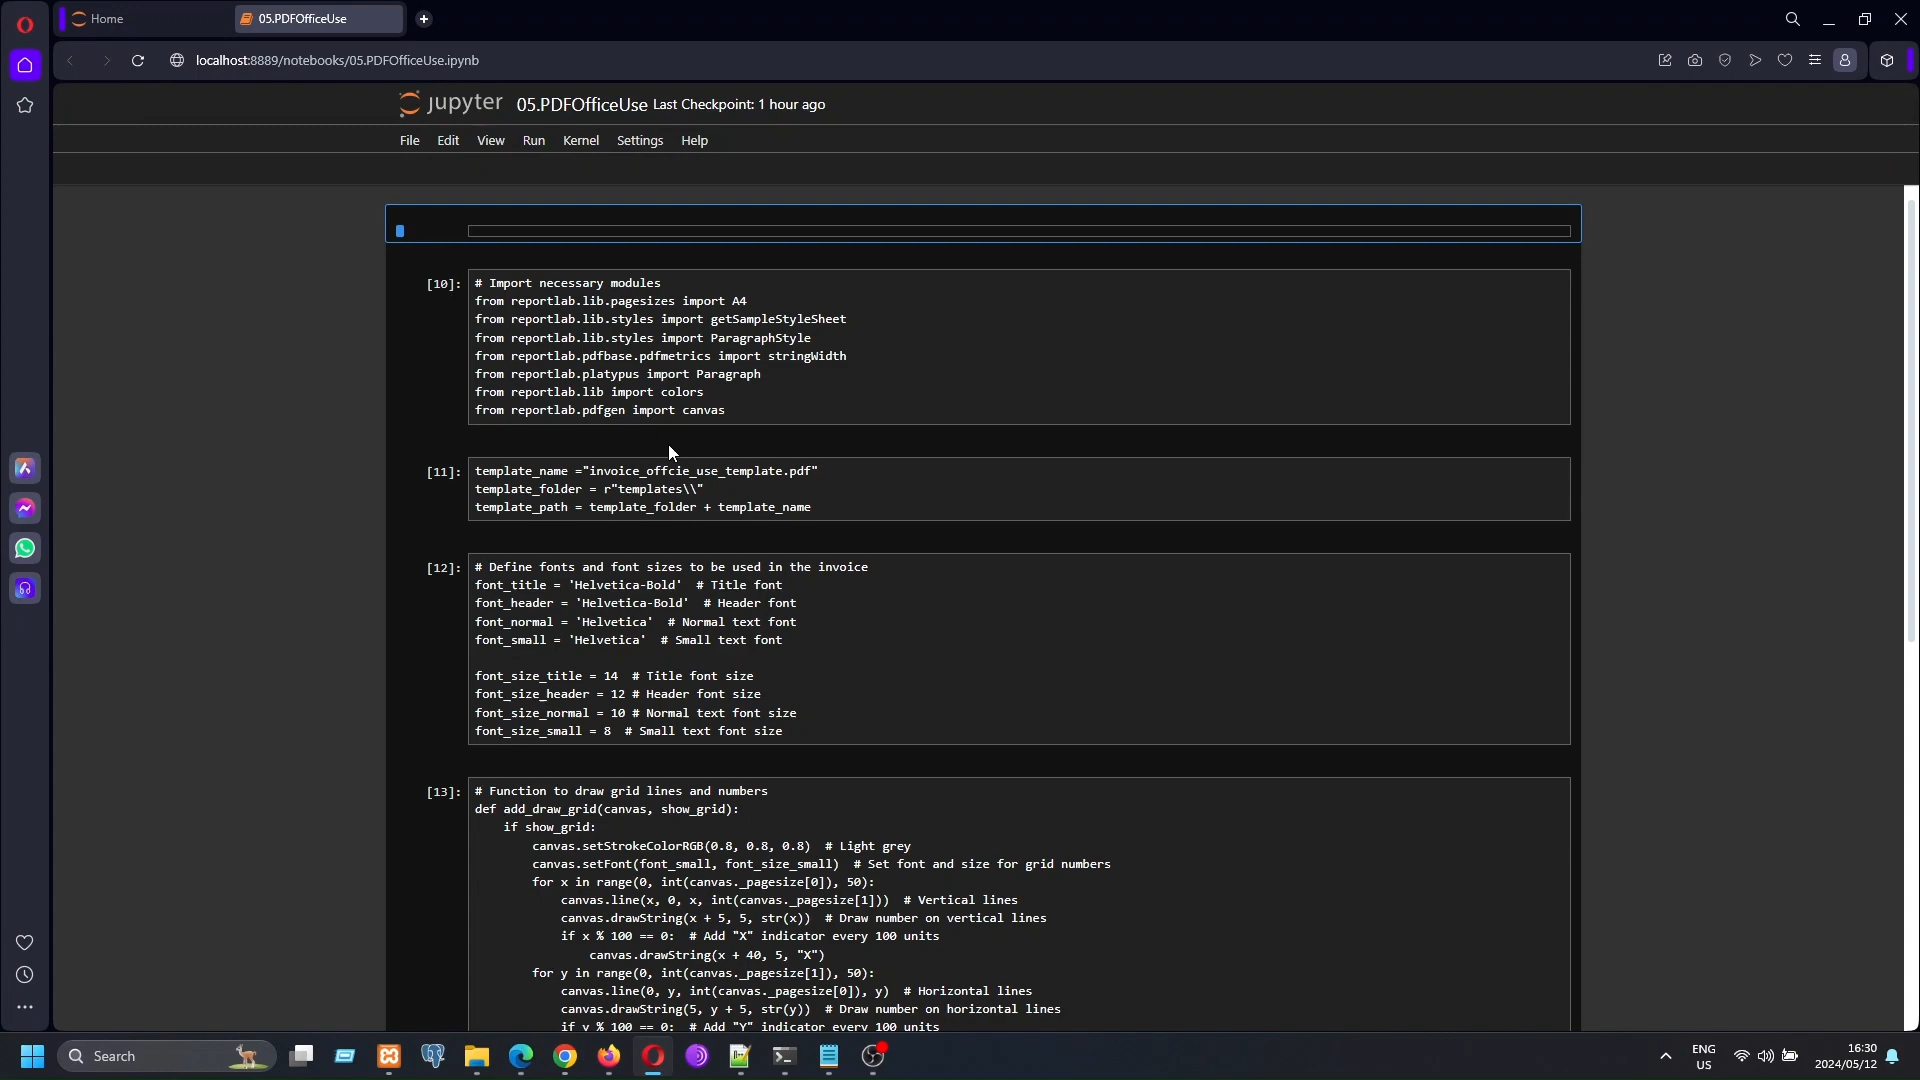 Home
05.PDFOfficeUse
localhost:8889/notebooks/05.PDFOfficeUse.ipynb
jupyter 05.PDFOfficeUse Last Checkpoint: 1 hour ago
File Edit View Run Kernel Settings Help
[10]: # Import necessary modules
from reportlab.lib.pagesizes import A4
from reportlab.lib.styles import getSampleStyleSheet
from reportlab.lib.styles import ParagraphStyle
from reportlab.pdfbase.pdfmetrics import stringWidth
from reportlab.platypus import Paragraph
from reportlab.lib import colors
from reportlab.pdfgen import canvas
[11]: template_name ="invoice_offcie_use_template.pdf"
template_folder = r"templates\\"
template_path = template_folder + template_name
[12]: # Define fonts and font sizes to be used in the invoice
font_title = 'Helvetica-Bold'  # Title font
font_header = 'Helvetica-Bold'  # Header font
font_normal = 'Helvetica'  # Normal text font
font_small = 'Helvetica'  # Small text font
font_size_title = 14  # Title font size
font_size_header = 12 # Header font size
font_size_normal = 10 # Normal text font size
font_size_small = 8  # Small text font size
[13]: # Function to draw grid lines and numbers
def add_draw_grid(canvas, show_grid):
if show_grid:
canvas.setStrokeColorRGB(0.8, 0.8, 0.8)  # Light grey
canvas.setFont(font_small, font_size_small)  # Set font and size for grid numbers
for x in range(0, int(canvas._pagesize[0]), 50):
canvas.line(x, 0, x, int(canvas._pagesize[1]))  # Vertical lines
canvas.drawString(x + 5, 5, str(x))  # Draw number on vertical lines
if x % 100 == 0:  # Add "X" indicator every 100 units
canvas.drawString(x + 40, 5, "X")
for y in range(0, int(canvas._pagesize[1]), 50):
canvas.line(0, y, int(canvas._pagesize[0]), y)  # Horizontal lines
canvas.drawString(5, y + 5, str(y))  # Draw number on horizontal lines
if y % 100 == 0:  # Add "Y" indicator every 100 units
Search
ENG
US
16:30
2024/05/12